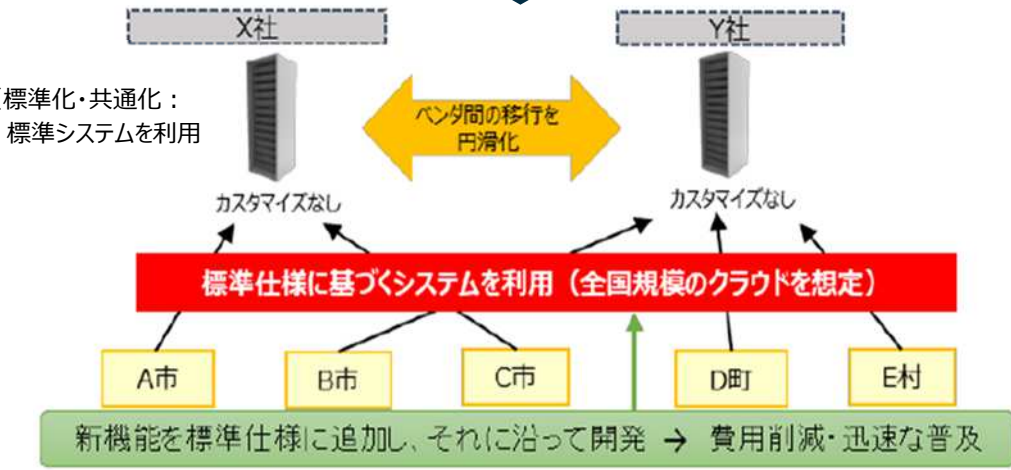 X社
Y社
標準化・共通化：
標準システムを利用
ベンダ間の移行を
円滑化
カスタマイズなし
カスタマイズなし
標準仕様に基づくシステムを利用（全国規模のクラウドを想定）
A市
B市
C市
D町
E村
新機能を標準仕様に追加し、それに沿って開発 → 費用削減・迅速な普及